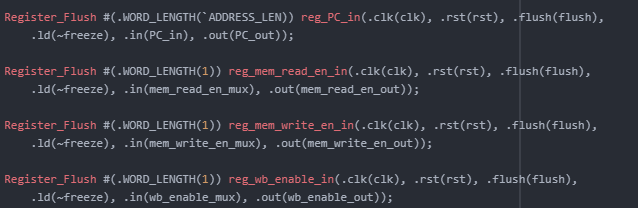 Register_Flush #(.WORD_LENGTH(`ADDRESS_LEN)) reg_PC_in(.clk(clk), .rst(rst), .flush(flush),
.ld(~freeze), .in(PC_in), .out(PC_out));
Register_Flush #(.WORD_LENGTH(1)) reg_mem_read_en_in(.clk(clk), .rst(rst), .flush(flush),
.ld(~freeze), .in(mem_read_en_mux), .out(mem_read_en_out));
Register_Flush #(.WORD_LENGTH(1)) reg_mem_write_en_in(.clk(clk), .rst(rst), .flush(flush),
.ld(~freeze), .in(mem_write_en_mux), .out(mem_write_en_out));
Register_Flush #(.WORD_LENGTH(1)) reg_wb_enable_in(.clk(clk), .rst(rst), .flush(flush),
.ld(~freeze), .in(wb_enable_mux), .out(wb_enable_out));